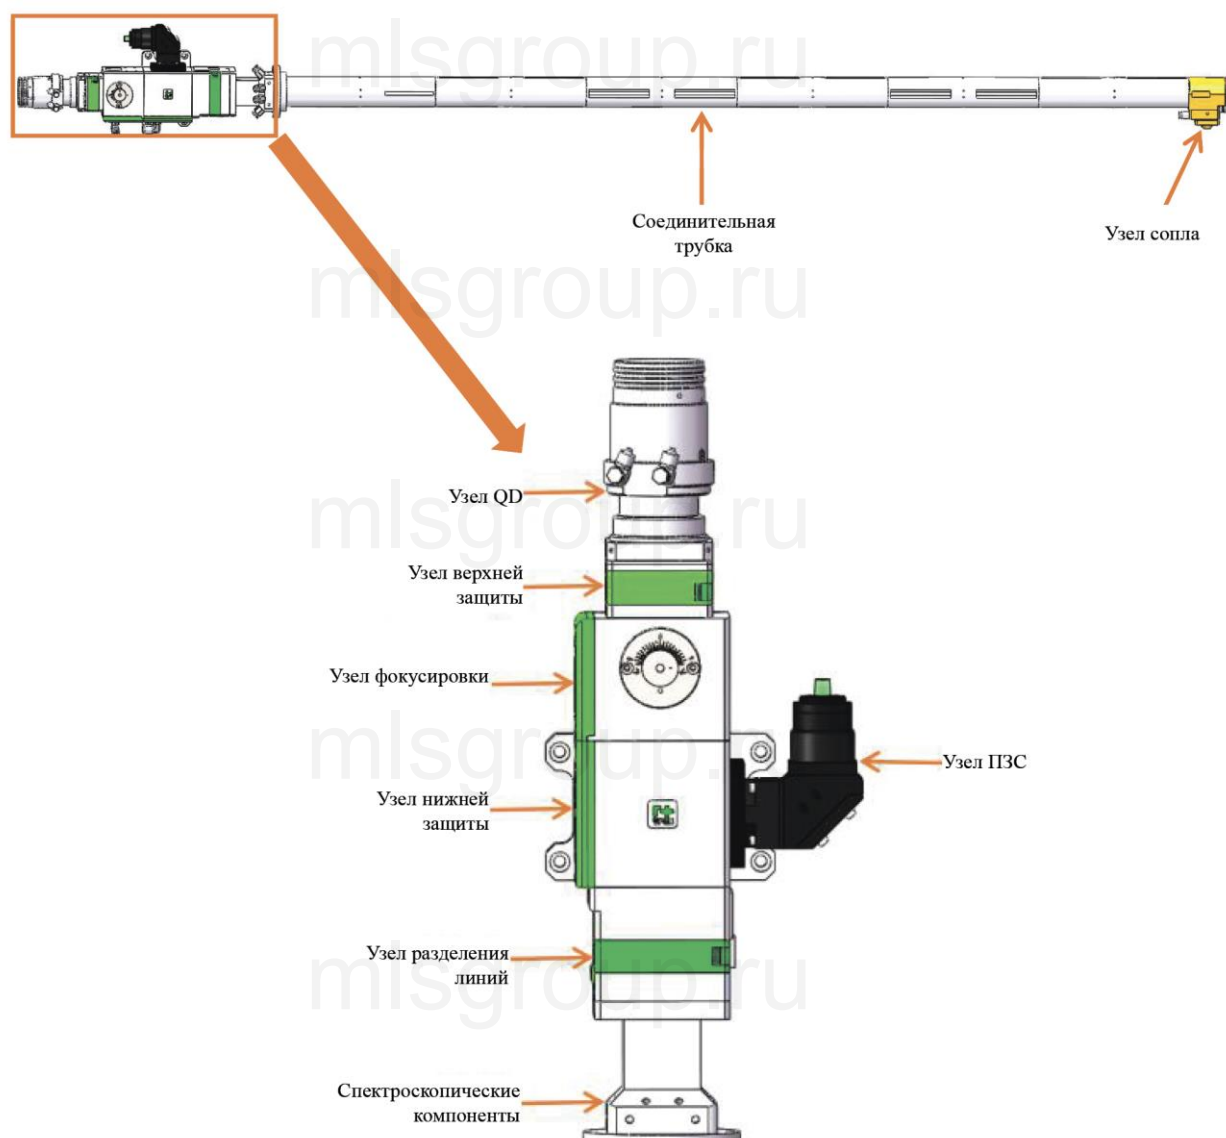 mlsgroup.ru
Соединительная
трубка
Узел сопла
mlsgroup.ru
Узел QD
mlsgroup.ru
Узел верхней
защиты
Узел фокусировки
mlsgroup.ru
Узел ПЗС
Узел нижней
защиты
Узел разделения
линий
mlsgroup.ru
Спектроскопические
компоненты